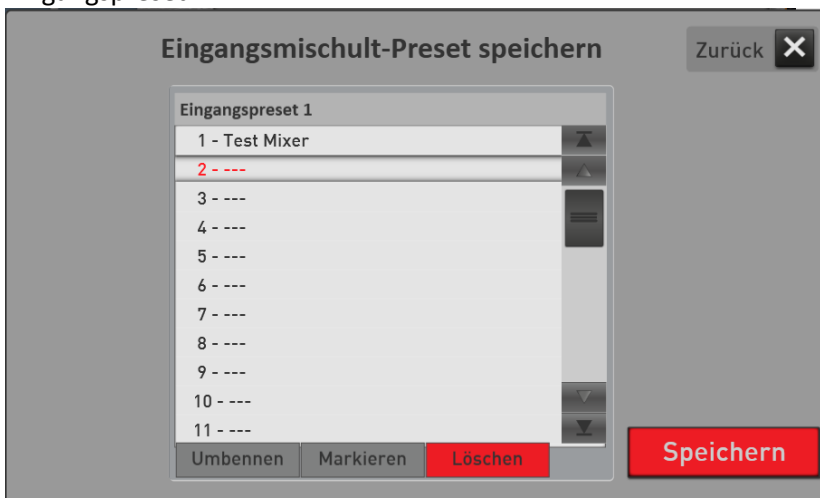 Eingangsmischult-Preset speichern
Zurück
Eingangspreset 1
1 - Test Mixer
2 - ---
3 - ---
4 - ---
5 - ---
6 - ---
7 - ---
8 - ---
9 - ---
10 - ---
11 - ---
Umbennen Markieren Löschen
Speichern